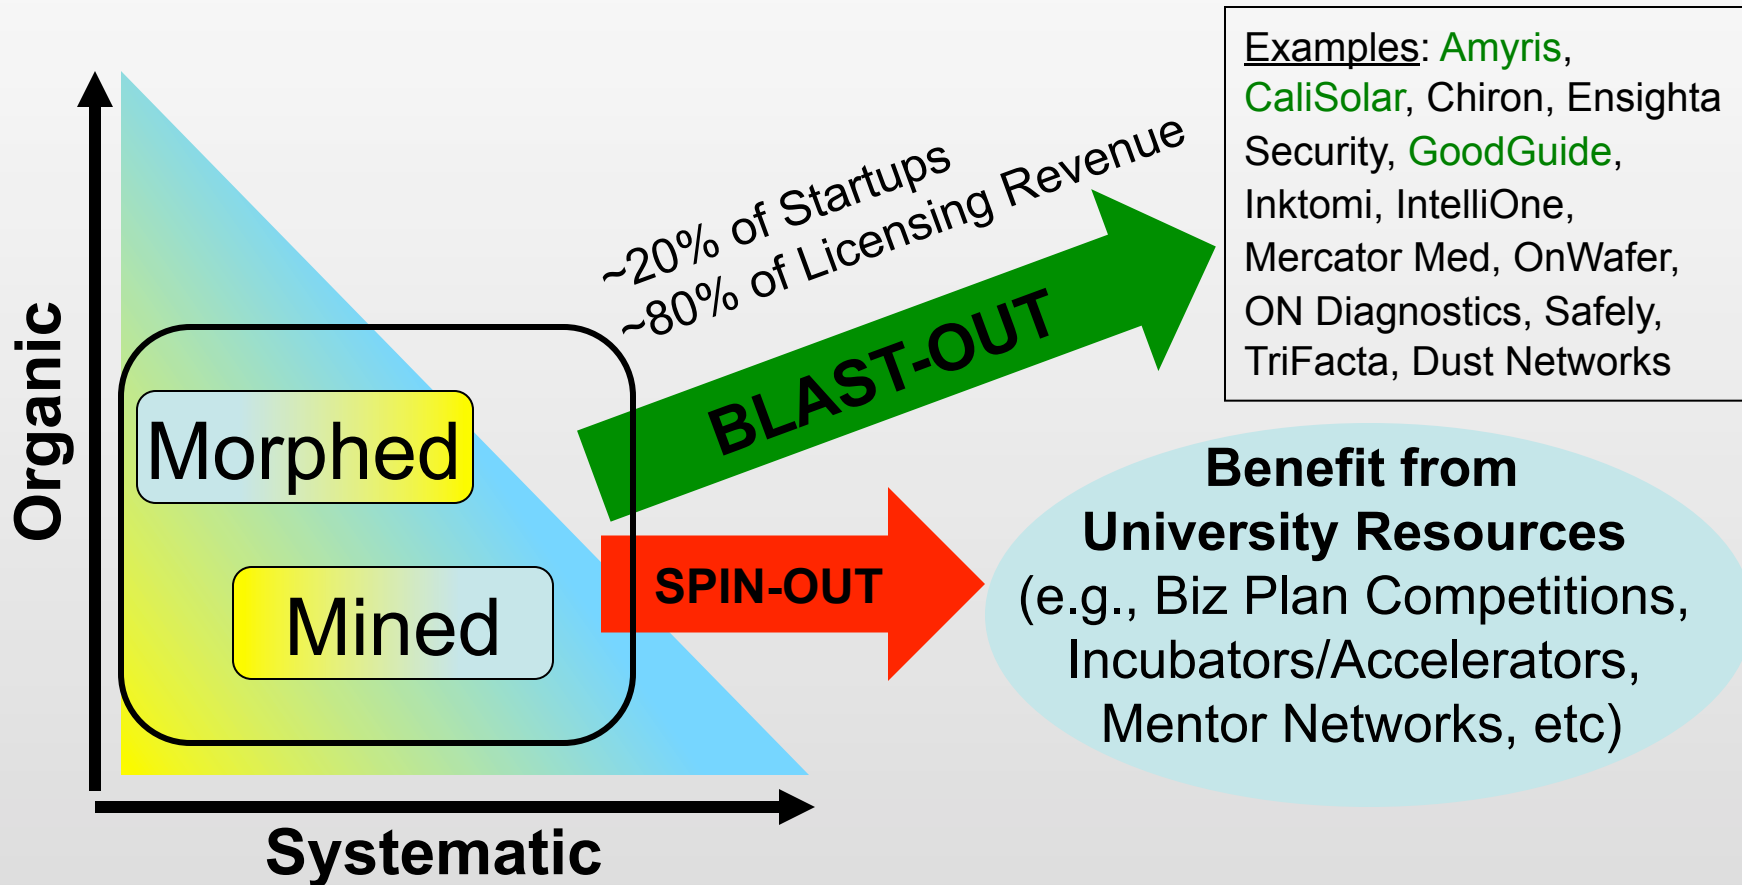 Organic
Systematic
Morphed
Mined
~20% of Startups
~80% of Licensing Revenue
BLAST-OUT
SPIN-OUT
Examples: Amyris,
CaliSolar, Chiron, Ensighta
Security, GoodGuide,
Inktomi, IntelliOne,
Mercator Med, OnWafer,
ON Diagnostics, Safely,
TriFacta, Dust Networks
Benefit from
University Resources
(e.g., Biz Plan Competitions,
Incubators/Accelerators,
Mentor Networks, etc)